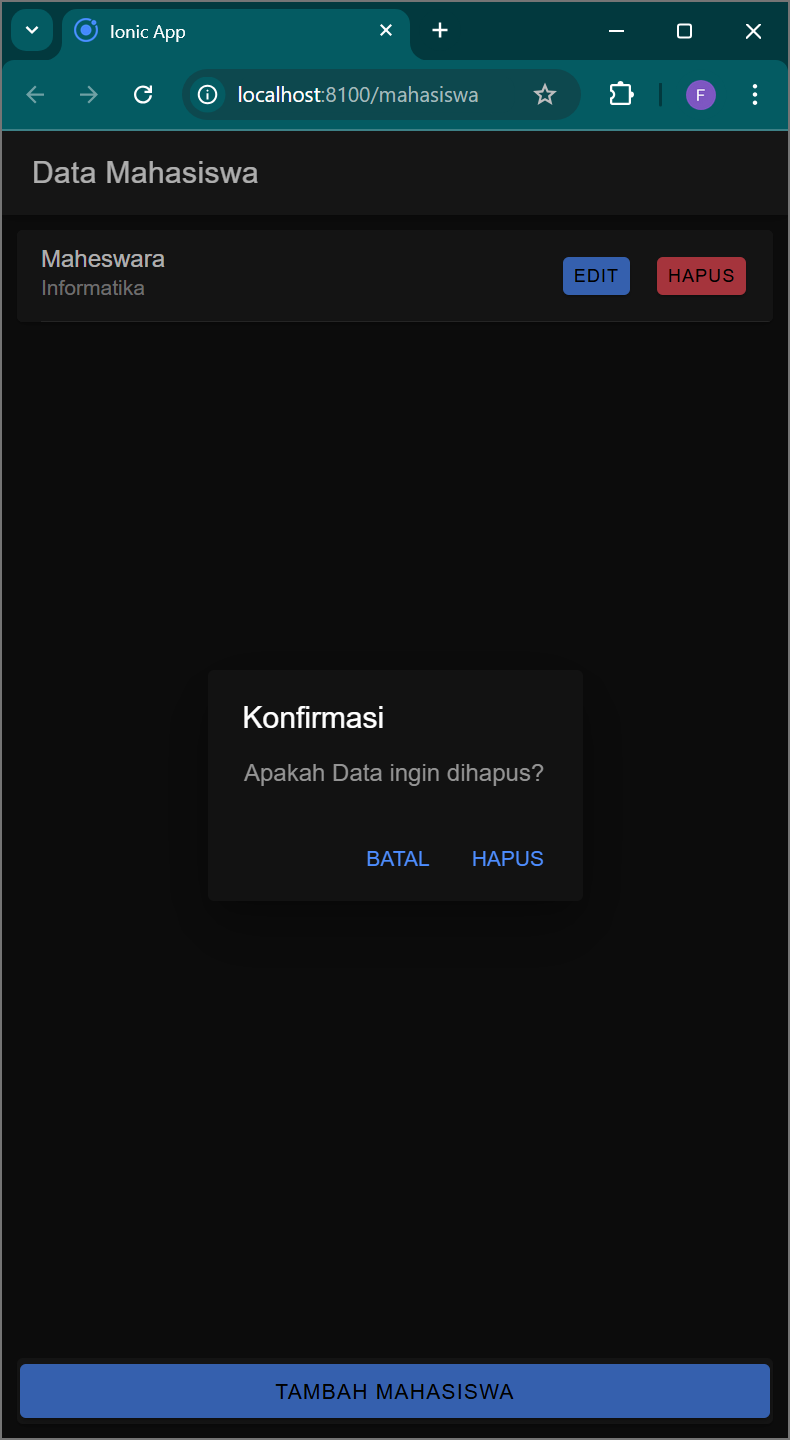 Ionic App
localhost:8100/mahasiswa
F
Data Mahasiswa
Maheswara
Informatika
EDIT
HAPUS
Konfirmasi
Apakah Data ingin dihapus?
BATAL
HAPUS
TAMBAH MAHASISWA